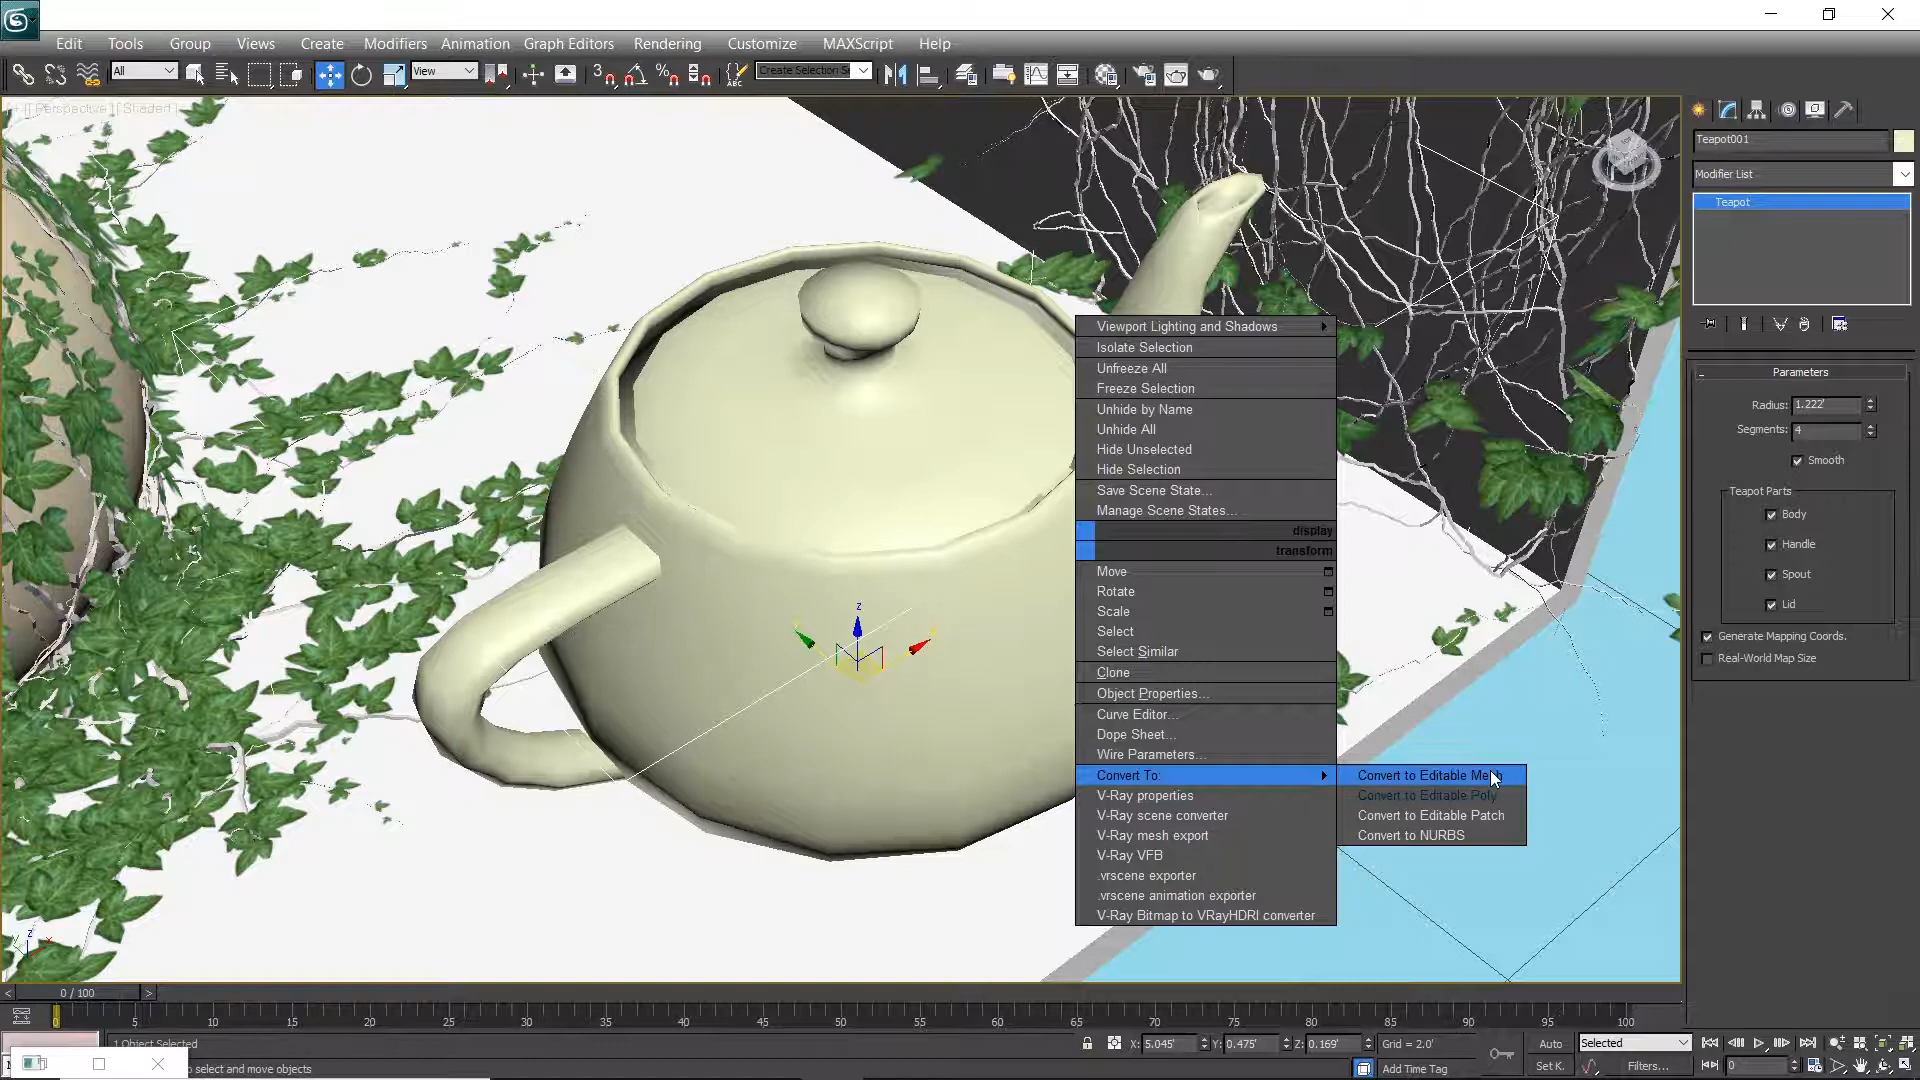 Edit Tools Group Views Create Modifiers Animation Graph Editors Rendering Customize MAXScript Help
All View Create Selection Se
[ Perspective ] [ Shaded ]
Teapot001
Modifier List
Teapot
Parameters
Radius: 1.222'
Segments: 4
Smooth
Teapot Parts
Body
Handle
Spout
Lid
Generate Mapping Coords.
Real-World Map Size
Viewport Lighting and Shadows
Isolate Selection
Unfreeze All
Freeze Selection
Unhide by Name
Unhide All
Hide Unselected
Hide Selection
Save Scene State...
Manage Scene States...
display
transform
Move
Rotate
Scale
Select
Select Similar
Clone
Object Properties...
Curve Editor...
Dope Sheet...
Wire Parameters...
Convert To:
V-Ray properties
V-Ray scene converter
V-Ray mesh export
V-Ray VFB
.vrscene exporter
.vrscene animation exporter
V-Ray Bitmap to VRayHDRI converter
Convert to Editable Mesh
Convert to Editable Poly
Convert to Editable Patch
Convert to NURBS
z
z x
< 0 / 100 >
0 5 10 15 20 25 30 35 40 45 50 55 60 65 70 75 80 85 90 95 100
1 Object Selected X: 5.045' Y: 0.475' Z: 0.169' Grid = 2.0' Auto Selected
o select and move objects Add Time Tag Set K. Filters... 0